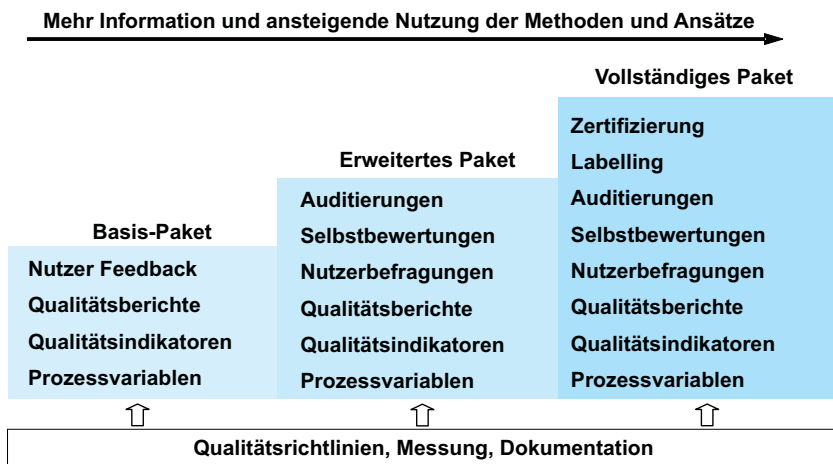 Mehr Information und ansteigende Nutzung der Methoden und Ansätze
Basis-Paket
Nutzer Feedback
Qualitätsberichte
Qualitätsindikatoren
Prozessvariablen
Erweitertes Paket
Auditierungen
Selbstbewertungen
Nutzerbefragungen
Qualitätsberichte
Qualitätsindikatoren
Prozessvariablen
Vollständiges Paket
Zertifizierung
Labelling
Auditierungen
Selbstbewertungen
Nutzerbefragungen
Qualitätsberichte
Qualitätsindikatoren
Prozessvariablen
Qualitätsrichtlinien, Messung, Dokumentation